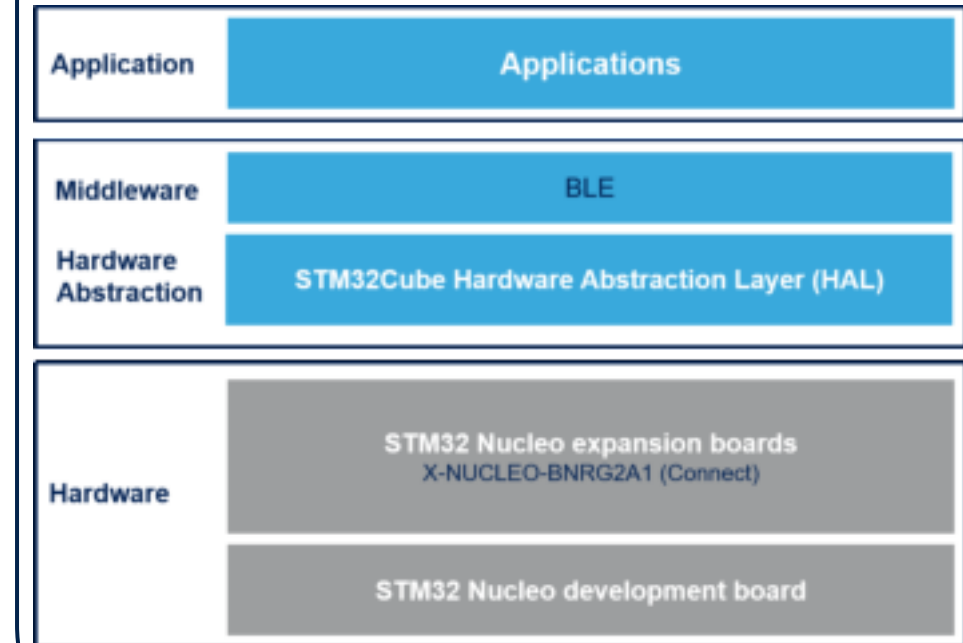 Application
Applications
Middleware
BLE
Hardware
Abstraction
STM32Cube Hardware Abstraction Layer (HAL)
Hardware
STM32 Nucleo expansion boards
X-NUCLEO-BNRG2A1 (Connect)
STM32 Nucleo development board